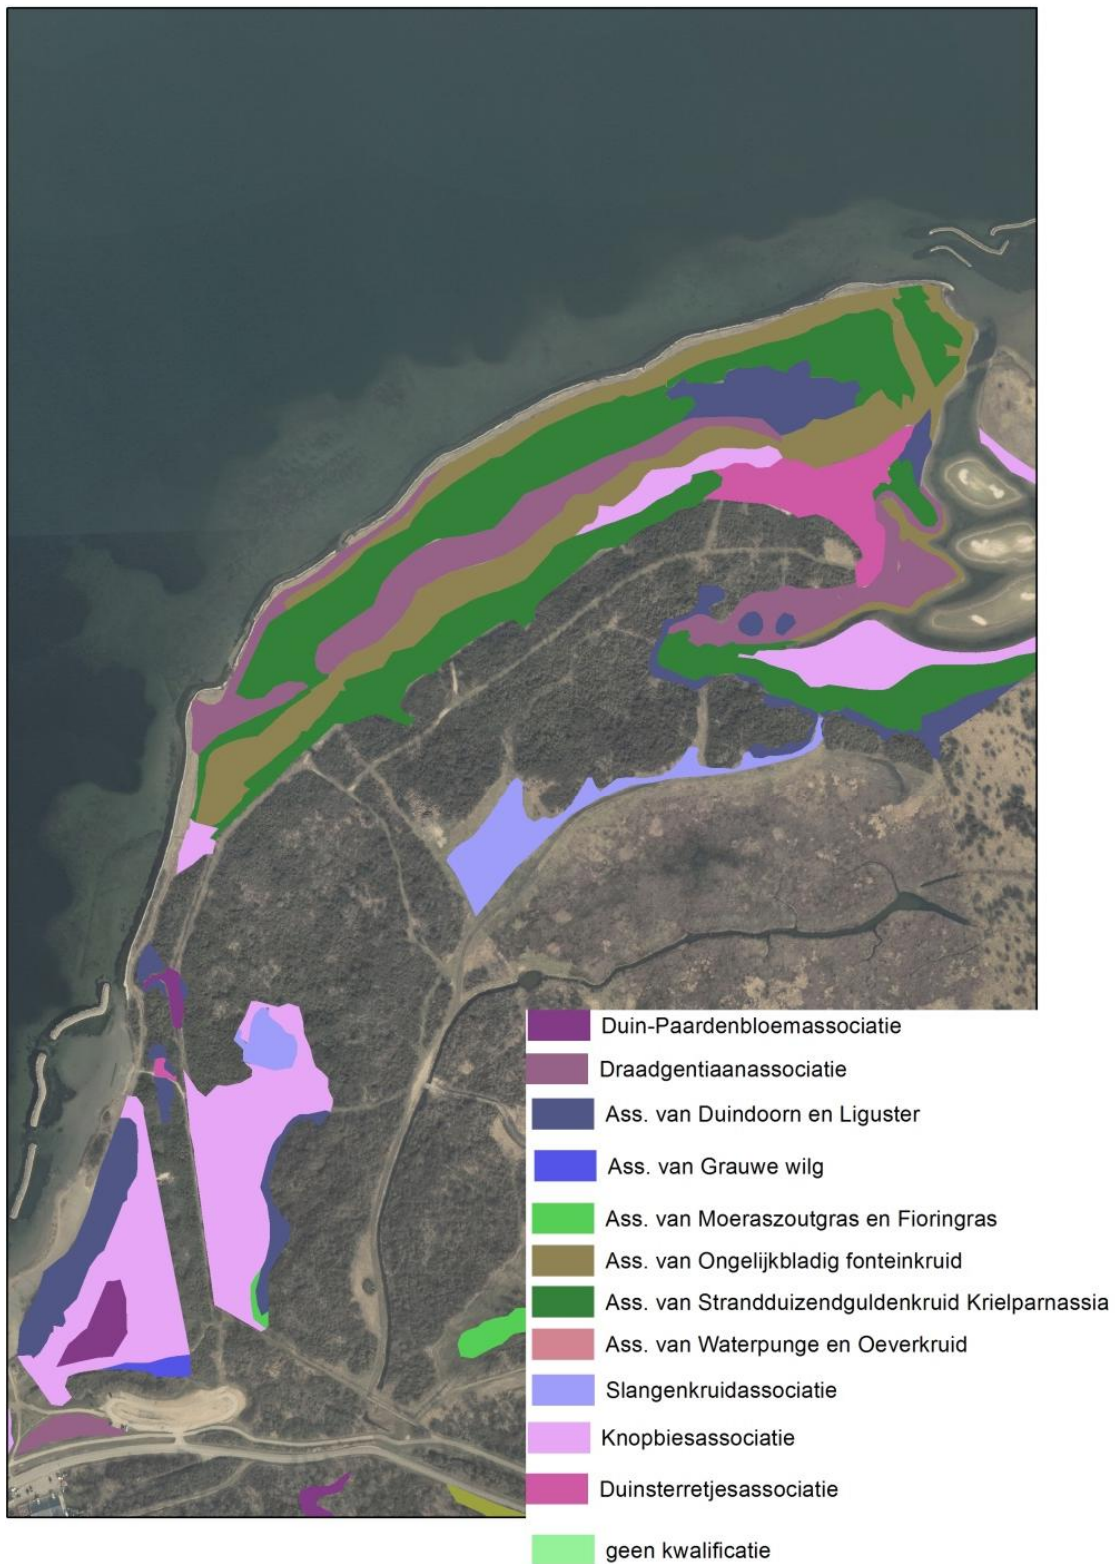 Duin-Paardenbloemassociatie
Draadgentiaanassociatie
Ass. van Duindoorn en Liguster
Ass. van Grauwe wilg
Ass. van Moeraszoutgras en Fioringras
Ass. van Ongelijkbladig fonteinkruid
Ass. van Strandduizendguldenkruid Krielparnassia
Ass. van Waterpunge en Oeverkruid
Slangenkruidassociatie
Knopbiesassociatie
Duinsterretjesassociatie
geen kwalificatie